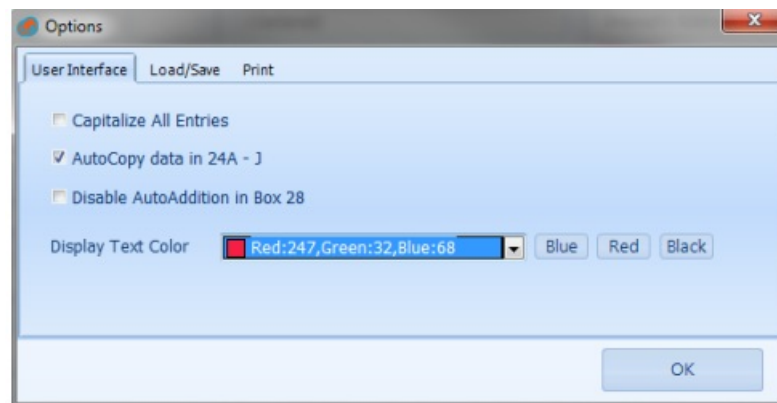 Options
User Interface Load/Save Print
Capitalize All Entries
AutoCopy data in 24A - J
Disable AutoAddition in Box 28
Display Text Color Red:247,Green:32,Blue:68 Blue Red Black
OK